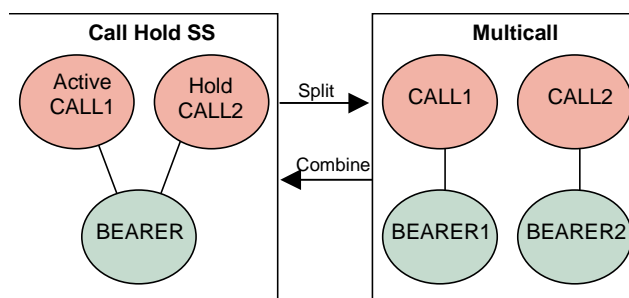 Call Hold SS
Multicall
Active
CALL1
Hold
CALL2
Split
CALL1
CALL2
Combine
BEARER
BEARER1
BEARER2